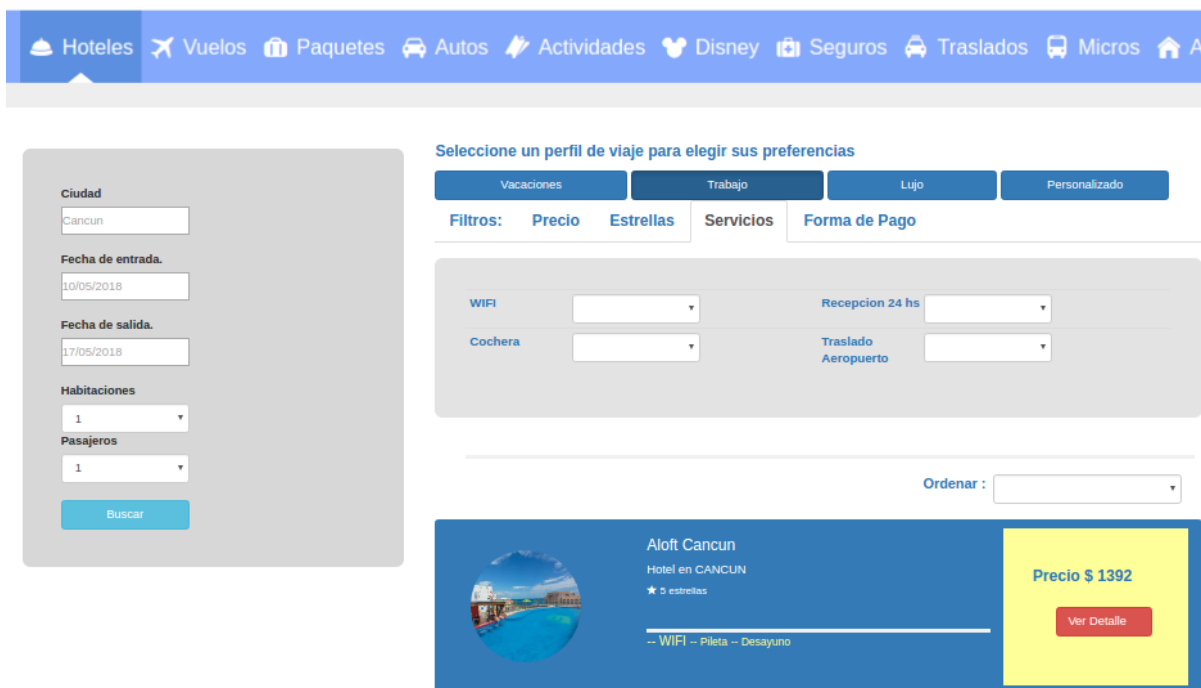 Hoteles Vuelos Paquetes Autos Actividades Disney Seguros Traslados Micros A
Ciudad
Cancun
Fecha de entrada.
10/05/2018
Fecha de salida.
17/05/2018
Habitaciones
1
Pasajeros
1
Buscar
Seleccione un perfil de viaje para elegir sus preferencias
Vacaciones Trabajo Lujo Personalizado
Filtros: Precio Estrellas Servicios Forma de Pago
WIFI Recepcion 24 hs
Cochera Traslado
Aeropuerto
Ordenar :
Aloft Cancun
Hotel en CANCUN
★ 5 estrellas
-- WIFI -- Pileta -- Desayuno
Precio $ 1392
Ver Detalle